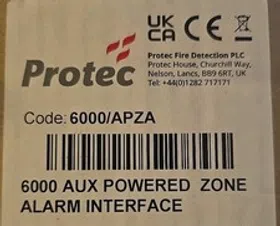 Protec
UK
CA CE
Protec Fire Detection PLC
Protec House, Churchill Way,
Nelson, Lancs, BB9 6RT, UK
Tel: +44(0)1282 717171
Code: 6000/APZA
6000 AUX POWERED ZONE
ALARM INTERFACE